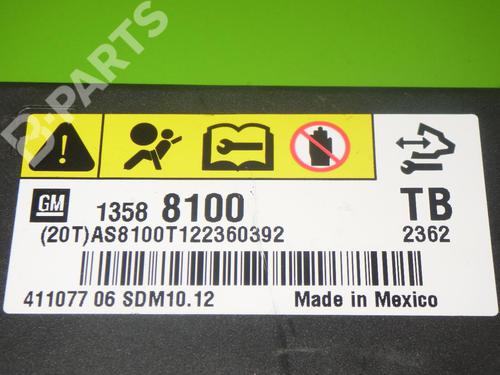 B-PARTS
GM
1358 8100
TB
(20T)AS8100T122360392
2362
411077 06 SDM10.12
Made in Mexico